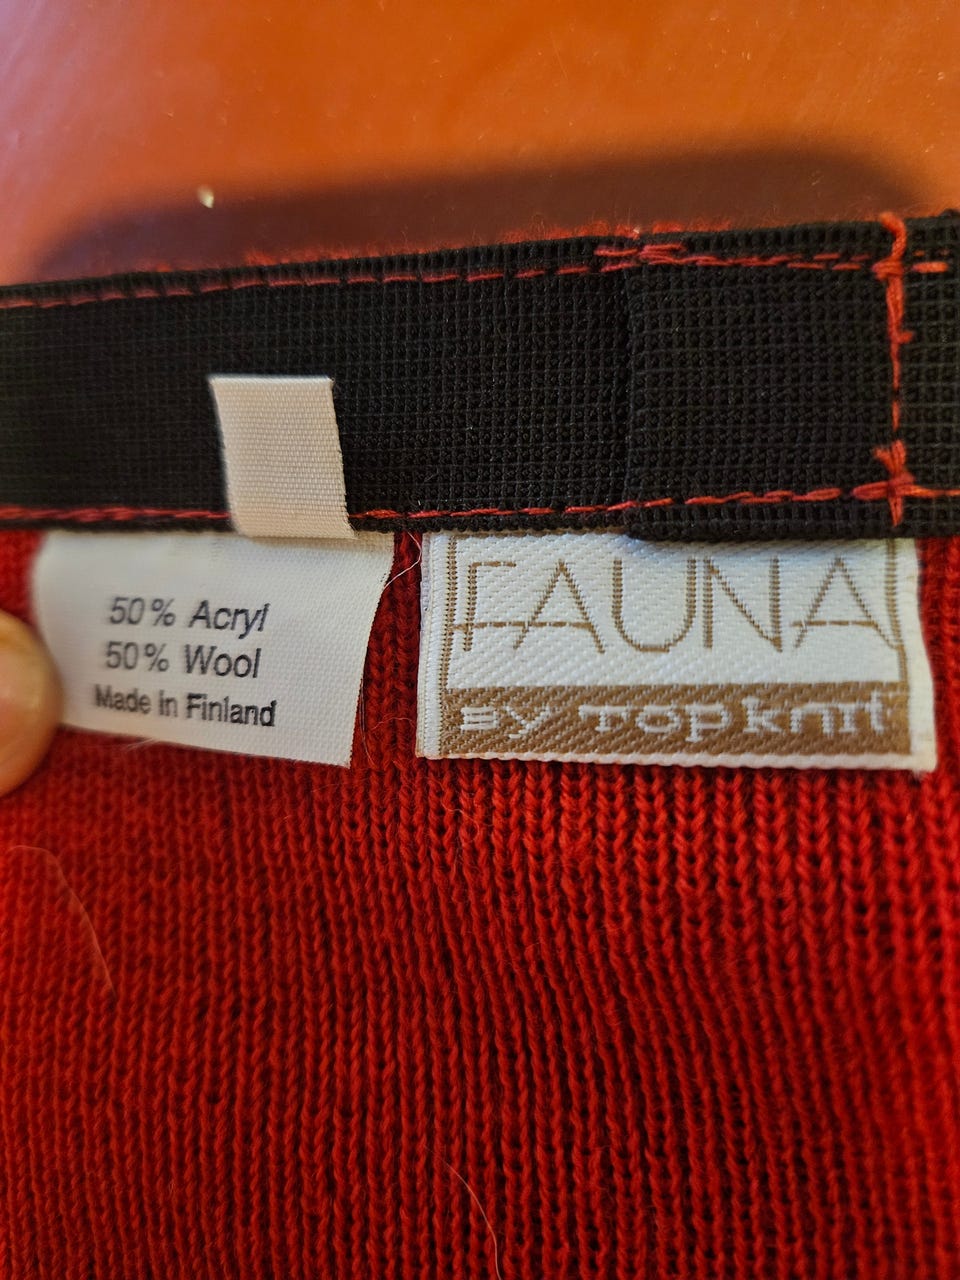 50% Acryl
50% Wool
Made in Finland
FAUNA
By Topknit